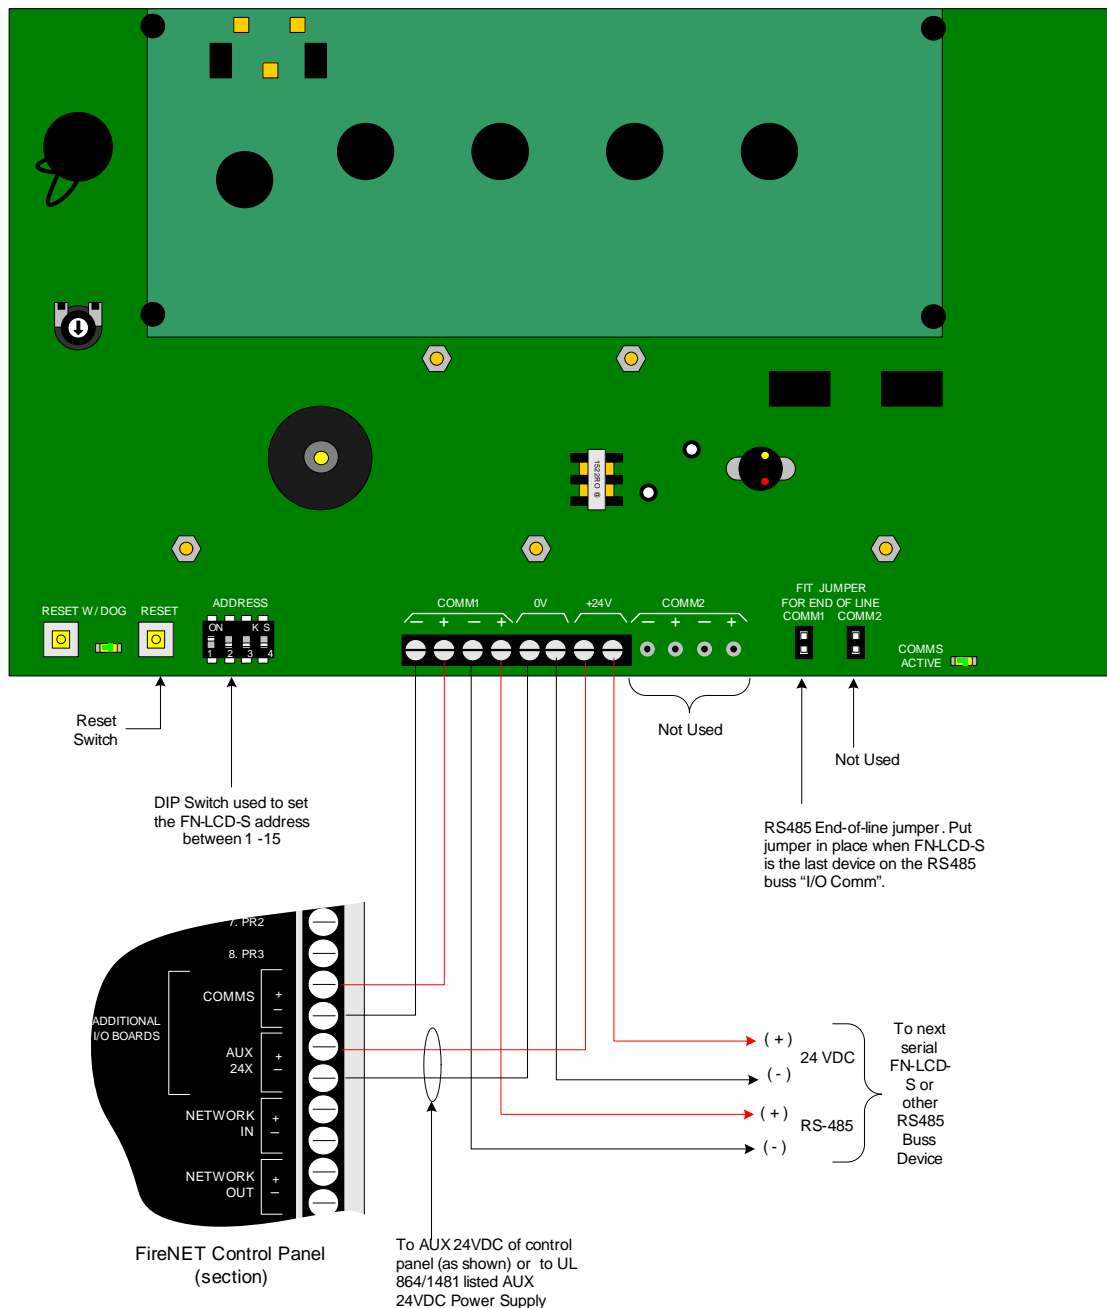 1522RO @
RESET W/ DOG
RESET
ADDRESS
ON K S
1 2 3 4
COMM1
0V
+24V
COMM2
− + − +
− + − +
FIT JUMPER
FOR END OF LINE
COMM1 COMM2
COMMS
ACTIVE
Reset
Switch
Not Used
Not Used
DIP Switch used to set
the FN-LCD-S address
between 1 -15
RS485 End-of-line jumper. Put
jumper in place when FN-LCD-S
is the last device on the RS485
buss “I/O Comm”.
7. PR2
8. PR3
ADDITIONAL
I/O BOARDS
COMMS
+
−
AUX
24X
+
−
NETWORK
IN
+
−
NETWORK
OUT
+
−
(+)
24 VDC
(-)
(+)
RS-485
(-)
To next
serial
FN-LCD-
S or
other
RS485
Buss
Device
FireNET Control Panel
(section)
To AUX 24VDC of control
panel (as shown) or to UL
864/1481 listed AUX
24VDC Power Supply